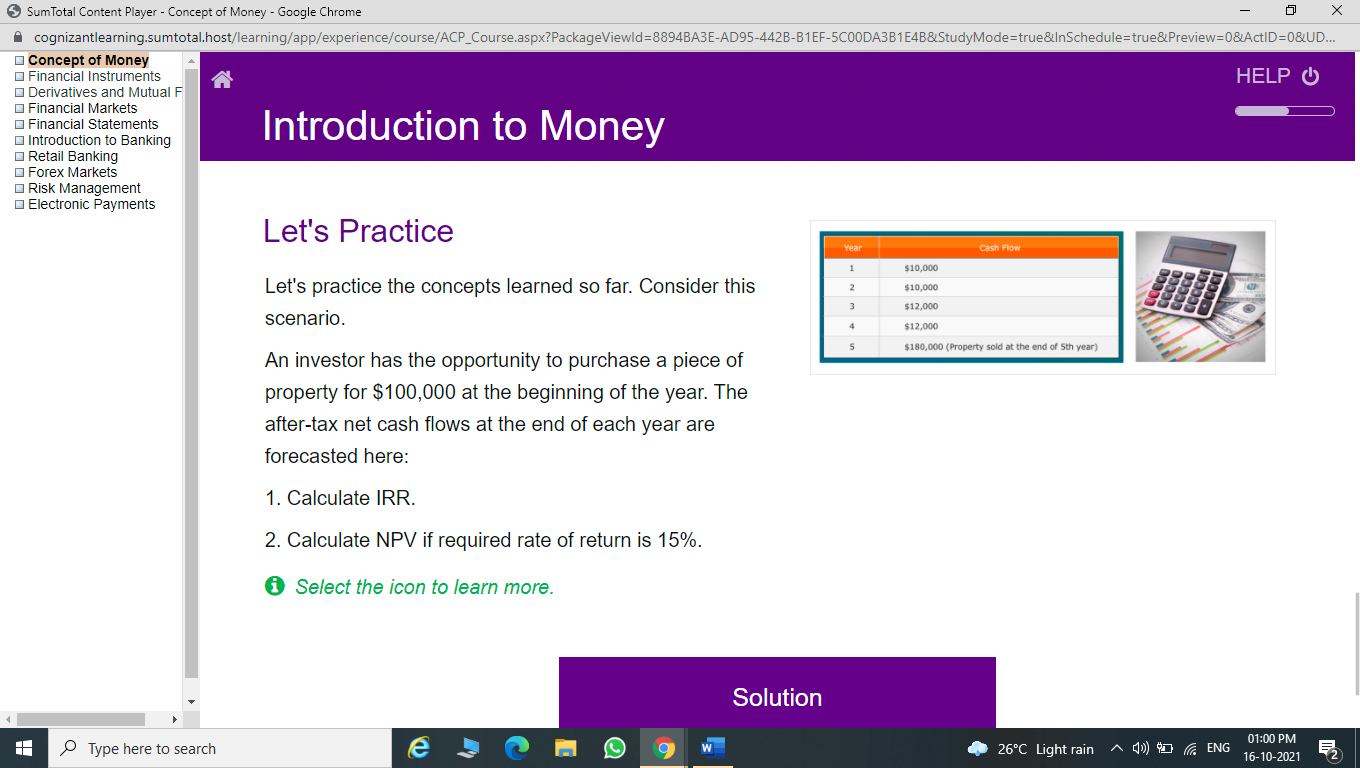 SumTotal Content Player - Concept of Money - Google Chrome
cognizantlearning.sumtotal.host/learning/app/experience/course/ACP_Course.aspx?PackageViewId=8894BA3E-AD95-442B-B1EF-5C00DA3B1E4B&StudyMode=true&InSchedule=true&Preview=0&ActID=0&UD...
Concept of Money
Financial Instruments
Derivatives and Mutual F
Financial Markets
Financial Statements
Introduction to Banking
Retail Banking
Forex Markets
Risk Management
Electronic Payments
HELP
Introduction to Money
Let's Practice
Let's practice the concepts learned so far. Consider this
scenario.
An investor has the opportunity to purchase a piece of
property for $100,000 at the beginning of the year. The
after-tax net cash flows at the end of each year are
forecasted here:
1. Calculate IRR.
2. Calculate NPV if required rate of return is 15%.
Select the icon to learn more.
Year Cash Flow
1 $10,000
2 $10,000
3 $12,000
4 $12,000
5 $180,000 (Property sold at the end of 5th year)
Solution
Type here to search
26°C Light rain
ENG
01:00 PM
16-10-2021
2